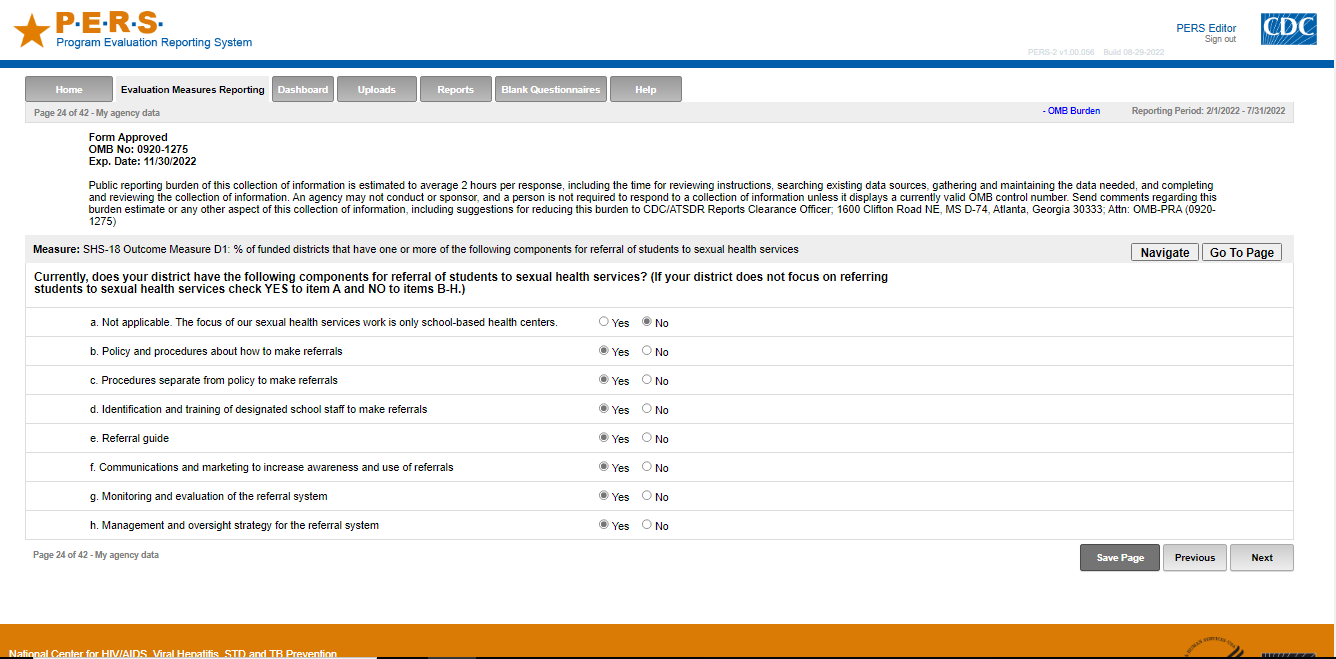 P·E·R·S·
Program Evaluation Reporting System
PERS Editor
Sign out
CDC
PERS-2 v1.00.056 Build 08-29-2022
Home
Evaluation Measures Reporting
Dashboard
Uploads
Reports
Blank Questionnaires
Help
Page 24 of 42 - My agency data
- OMB Burden
Reporting Period: 2/1/2022 - 7/31/2022
Form Approved
OMB No: 0920-1275
Exp. Date: 11/30/2022
Public reporting burden of this collection of information is estimated to average 2 hours per response, including the time for reviewing instructions, searching existing data sources, gathering and maintaining the data needed, and completing
and reviewing the collection of information. An agency may not conduct or sponsor, and a person is not required to respond to a collection of information unless it displays a currently valid OMB control number. Send comments regarding this
burden estimate or any other aspect of this collection of information, including suggestions for reducing this burden to CDC/ATSDR Reports Clearance Officer; 1600 Clifton Road NE, MS D-74, Atlanta, Georgia 30333; Attn: OMB-PRA (0920-
1275)
Measure: SHS-18 Outcome Measure D1: % of funded districts that have one or more of the following components for referral of students to sexual health services
Navigate
Go To Page
Currently, does your district have the following components for referral of students to sexual health services? (If your district does not focus on referring
students to sexual health services check YES to item A and NO to items B-H.)
a. Not applicable. The focus of our sexual health services work is only school-based health centers. Yes No
b. Policy and procedures about how to make referrals Yes No
c. Procedures separate from policy to make referrals Yes No
d. Identification and training of designated school staff to make referrals Yes No
e. Referral guide Yes No
f. Communications and marketing to increase awareness and use of referrals Yes No
g. Monitoring and evaluation of the referral system Yes No
h. Management and oversight strategy for the referral system Yes No
Page 24 of 42 - My agency data
Save Page
Previous
Next
National Center for HIV/AIDS, Viral Hepatitis, STD and TB Prevention